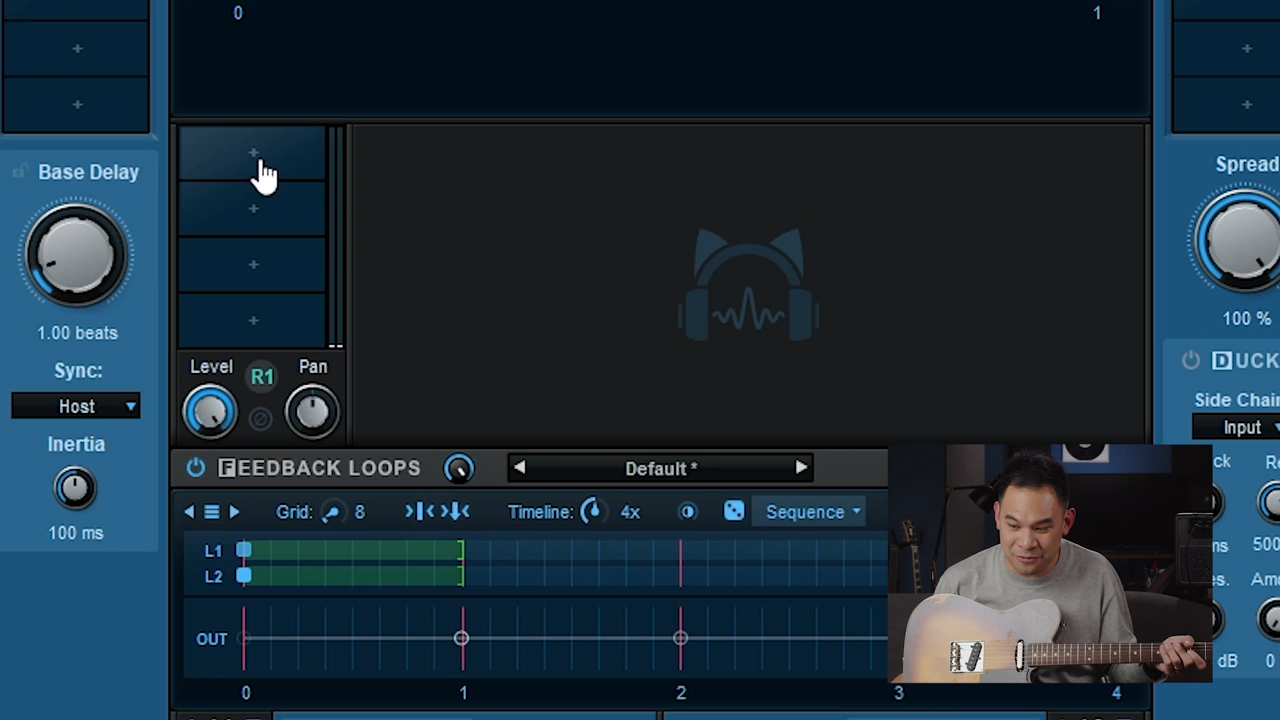 0 1
Base Delay
1.00 beats
Sync:
Host
Inertia
100 ms
Level R1 Pan
Spread
100 %
DUCK
Side Chain
Input
FEEDBACK LOOPS Default *
Grid: 8 Timeline: 4x Sequence
L1
L2
OUT
0 1 2 3 4
500
dB 0